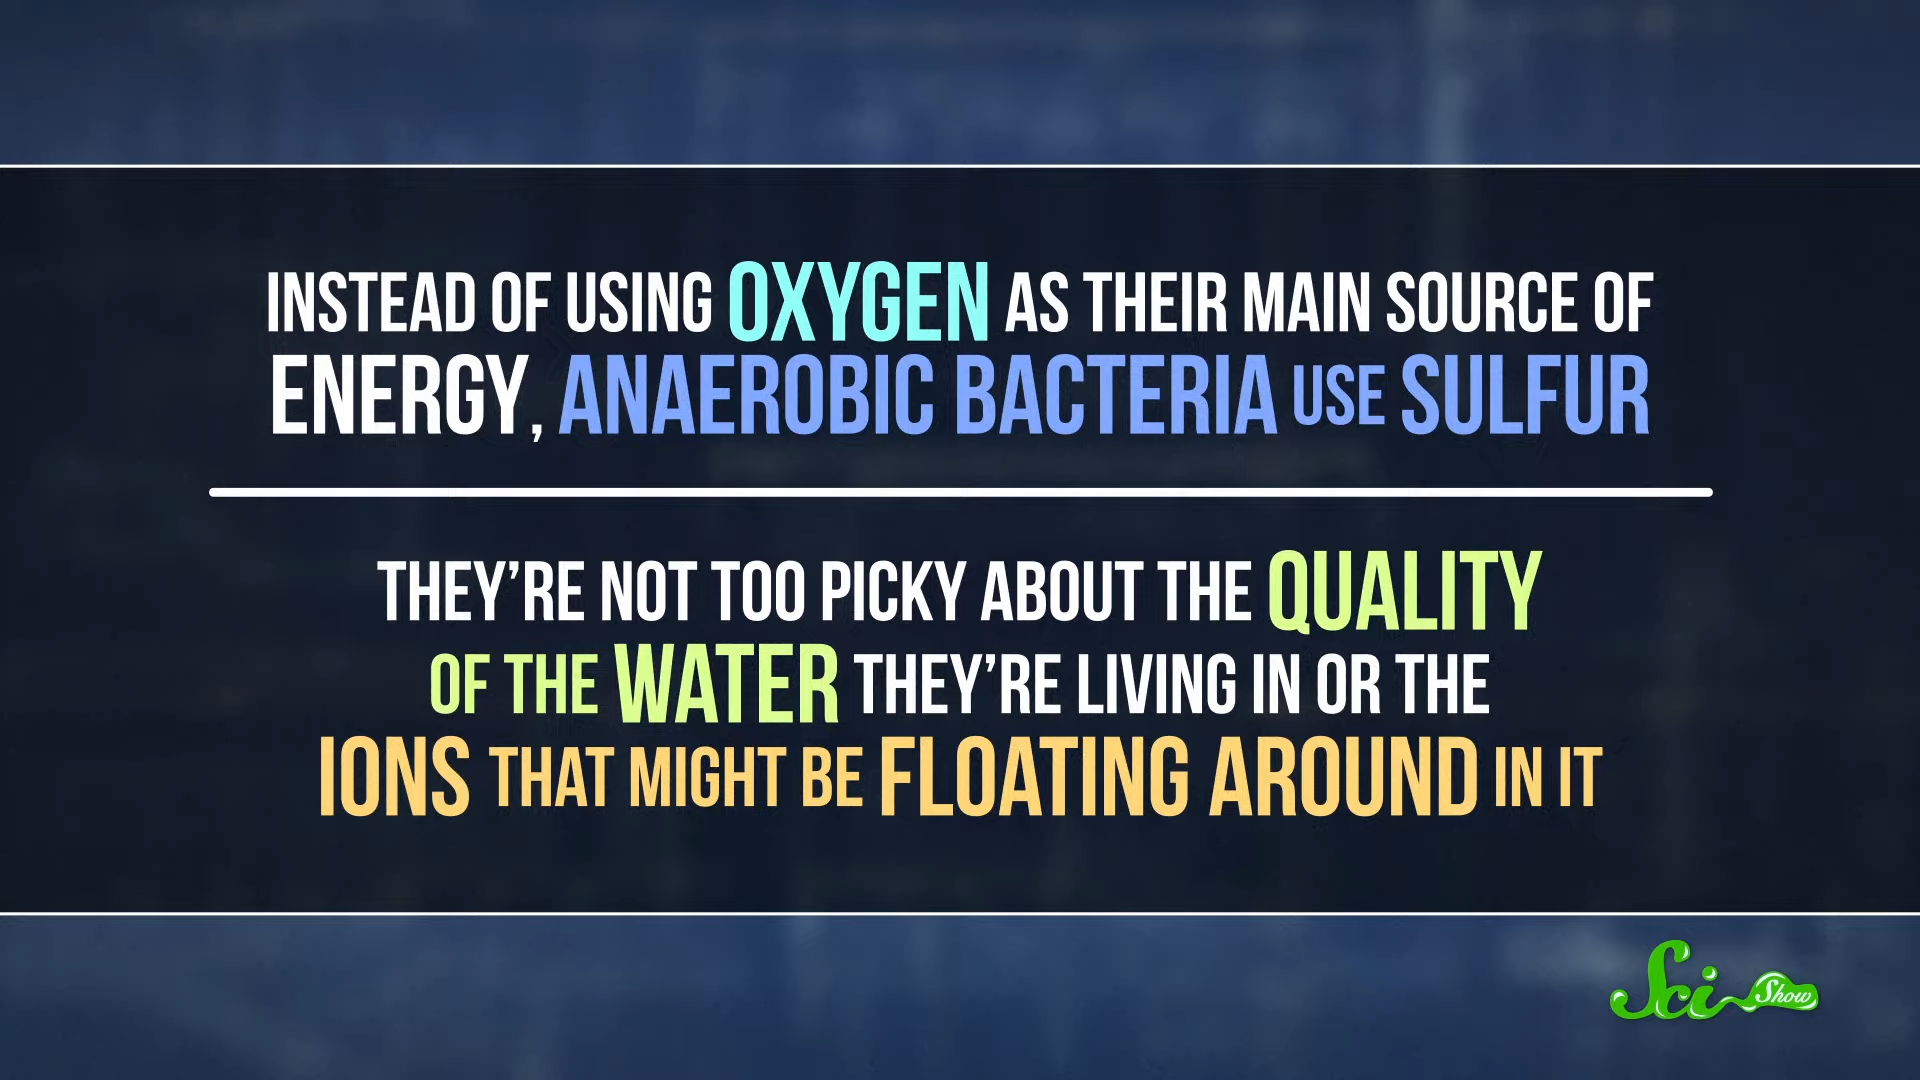 INSTEAD OF USING OXYGEN AS THEIR MAIN SOURCE OF
ENERGY, ANAEROBIC BACTERIA USE SULFUR
THEY’RE NOT TOO PICKY ABOUT THE QUALITY
OF THE WATER THEY’RE LIVING IN OR THE
IONS THAT MIGHT BE FLOATING AROUND IN IT
Sci Show